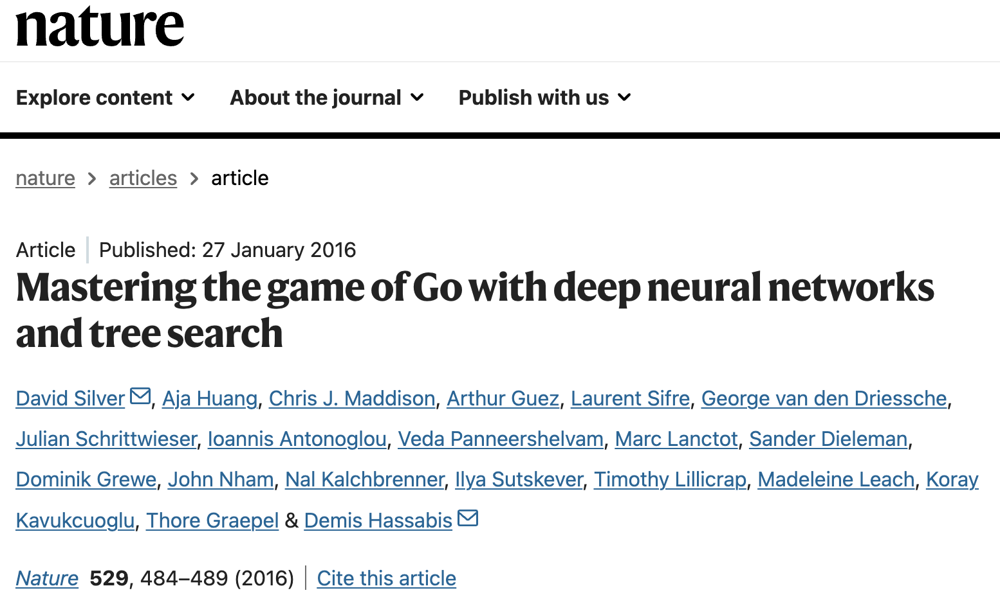 nature
Explore content About the journal Publish with us
nature > articles > article
Article | Published: 27 January 2016
Mastering the game of Go with deep neural networks
and tree search
David Silver, Aja Huang, Chris J. Maddison, Arthur Guez, Laurent Sifre, George van den Driessche,
Julian Schrittwieser, Ioannis Antonoglou, Veda Panneershelvam, Marc Lanctot, Sander Dieleman,
Dominik Grewe, John Nham, Nal Kalchbrenner, Ilya Sutskever, Timothy Lillicrap, Madeleine Leach, Koray
Kavukcuoglu, Thore Graepel & Demis Hassabis
Nature 529, 484–489 (2016) | Cite this article